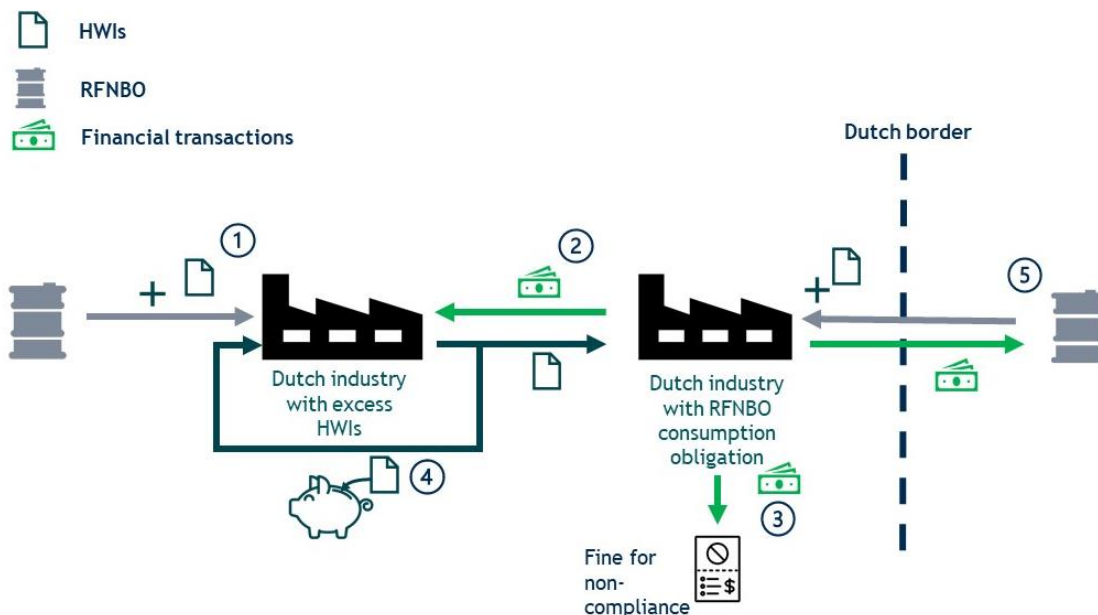 HWIs
RFNBO
Financial transactions
Dutch border
1
2
5
Dutch industry
with excess
HWIs
Dutch industry
with RFNBO
consumption
obligation
4
3
Fine for
non-
compliance
$